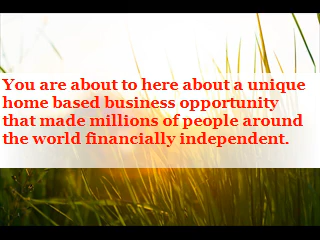 You are about to here about a unique
home based business opportunity
that made millions of people around
the world financially independent.